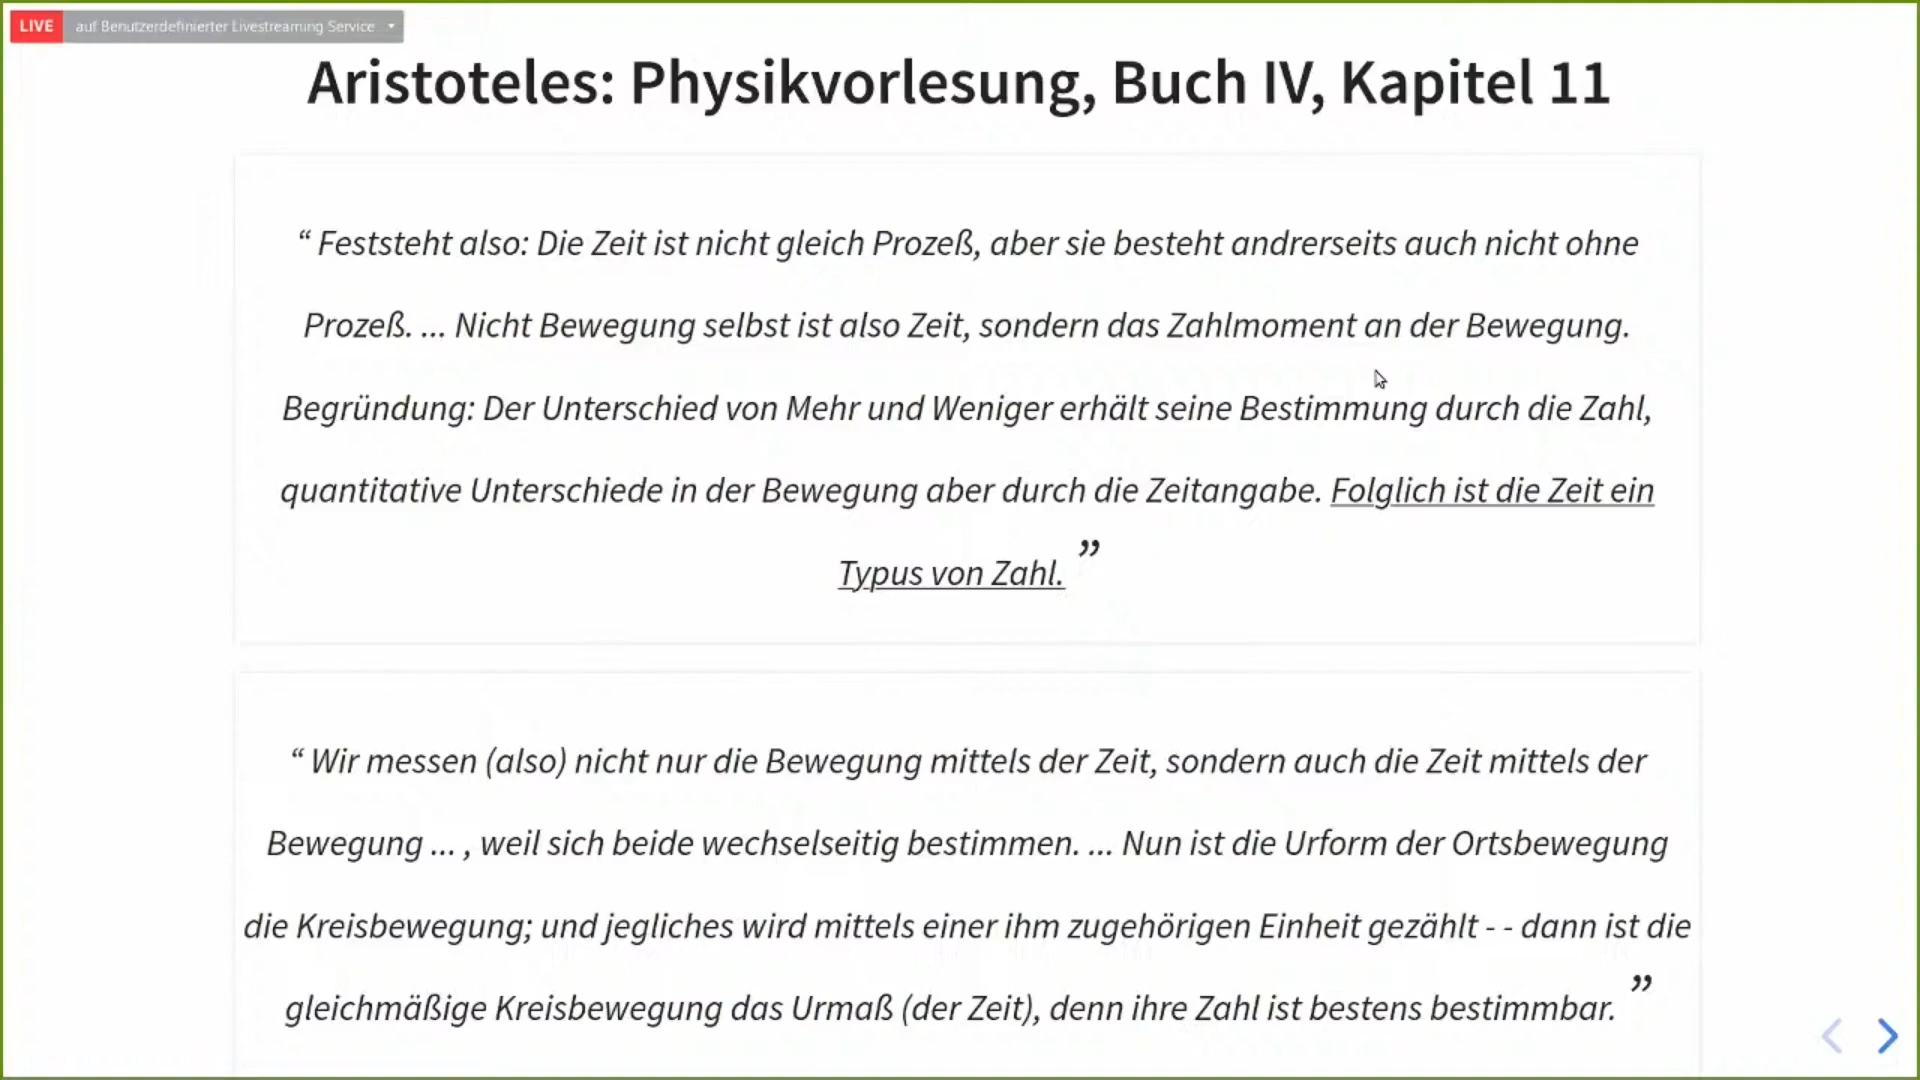 LIVE auf Benutzerdefinierter Livestreaming Service
Aristoteles: Physikvorlesung, Buch IV, Kapitel 11
“ Feststeht also: Die Zeit ist nicht gleich Prozeß, aber sie besteht andrerseits auch nicht ohne
Prozeß. ... Nicht Bewegung selbst ist also Zeit, sondern das Zahlmoment an der Bewegung.
Begründung: Der Unterschied von Mehr und Weniger erhält seine Bestimmung durch die Zahl,
quantitative Unterschiede in der Bewegung aber durch die Zeitangabe. Folglich ist die Zeit ein
Typus von Zahl. ”
“ Wir messen (also) nicht nur die Bewegung mittels der Zeit, sondern auch die Zeit mittels der
Bewegung ... , weil sich beide wechselseitig bestimmen. ... Nun ist die Urform der Ortsbewegung
die Kreisbewegung; und jegliches wird mittels einer ihm zugehörigen Einheit gezählt - - dann ist die
gleichmäßige Kreisbewegung das Urmaß (der Zeit), denn ihre Zahl ist bestens bestimmbar. ”